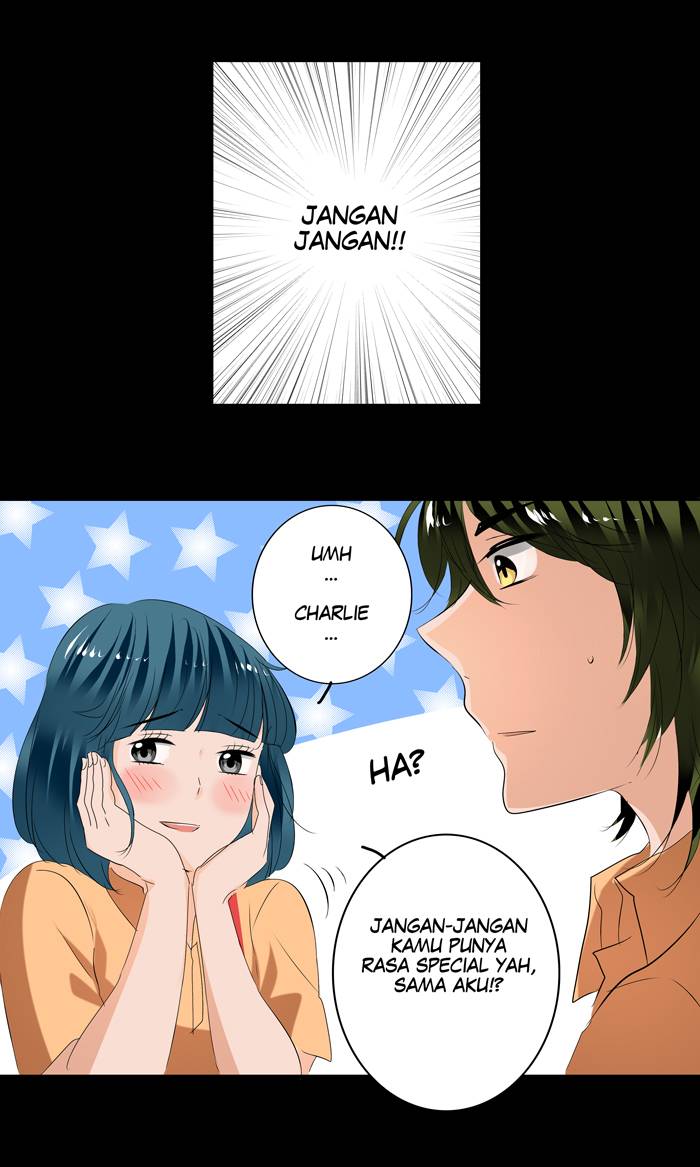 JANGAN
JANGAN!!
UMH
...
CHARLIE
...
HA?
JANGAN-JANGAN
KAMU PUNYA
RASA SPECIAL YAH,
SAMA AKU!?